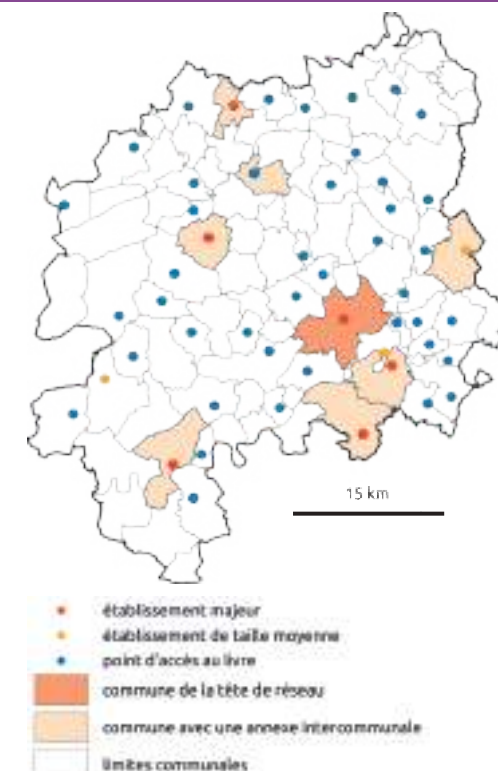 15 km
établissement majeur
établissement de taille moyenne
point d'accès au livre
commune de la tête de réseau
commune avec une annexe intercommunale
limites communales